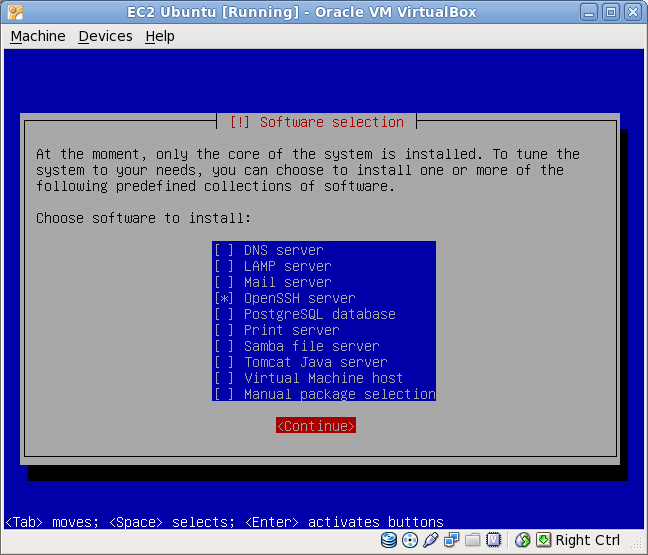 EC2 Ubuntu [Running] - Oracle VM VirtualBox
Machine Devices Help
[!] Software selection
At the moment, only the core of the system is installed. To tune the
system to your needs, you can choose to install one or more of the
following predefined collections of software.
Choose software to install:
[ ] DNS server
[ ] LAMP server
[ ] Mail server
[*] OpenSSH server
[ ] PostgreSQL database
[ ] Print server
[ ] Samba file server
[ ] Tomcat Java server
[ ] Virtual Machine host
[ ] Manual package selection
<Continue>
<Tab> moves; <Space> selects; <Enter> activates buttons
Right Ctrl